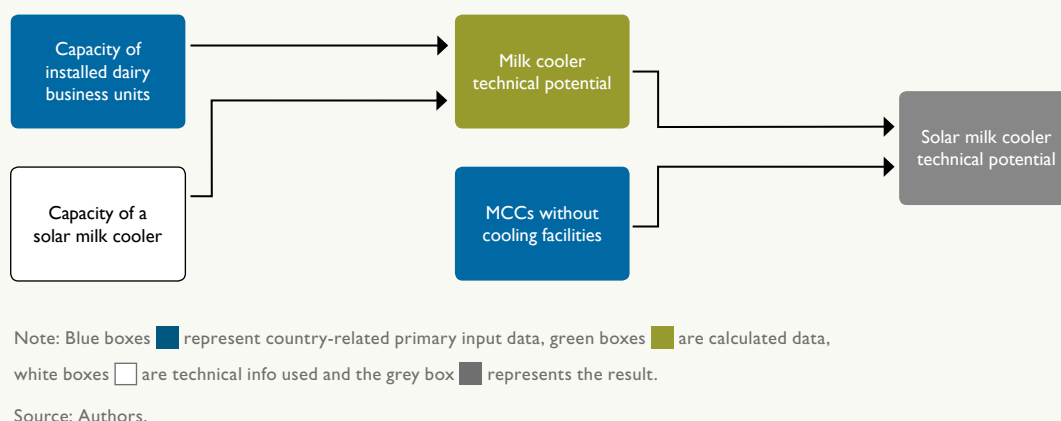 Capacity of
installed dairy
business units
Milk cooler
technical potential
Solar milk cooler
technical potential
Capacity of a
solar milk cooler
MCCs without
cooling facilities
Note: Blue boxes represent country-related primary input data, green boxes are calculated data,
white boxes are technical info used and the grey box represents the result.
Source: Authors.